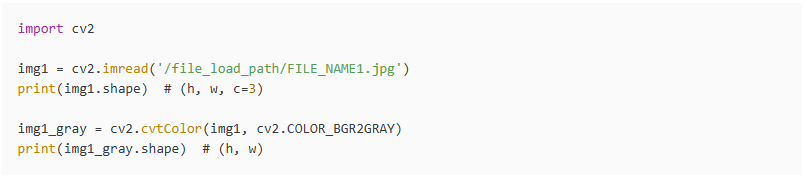 import cv2
img1 = cv2.imread('/file_load_path/FILE_NAME1.jpg')
print(img1.shape)  # (h, w, c=3)
img1_gray = cv2.cvtColor(img1, cv2.COLOR_BGR2GRAY)
print(img1_gray.shape)  # (h, w)